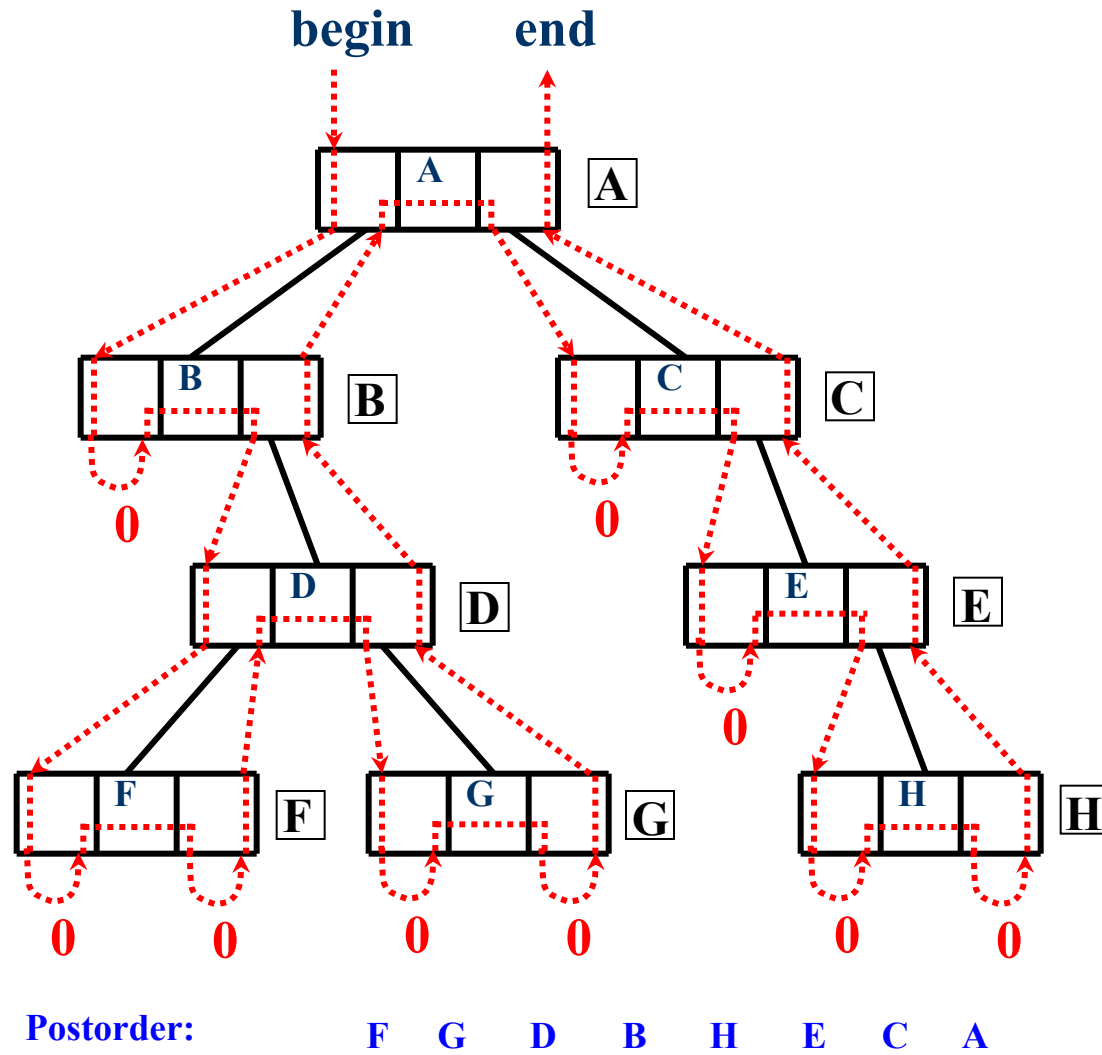 begin end
A A
B B C C
0 0
D D E E
0
F F G G H H
0 0 0 0 0 0
Postorder: F G D B H E C A